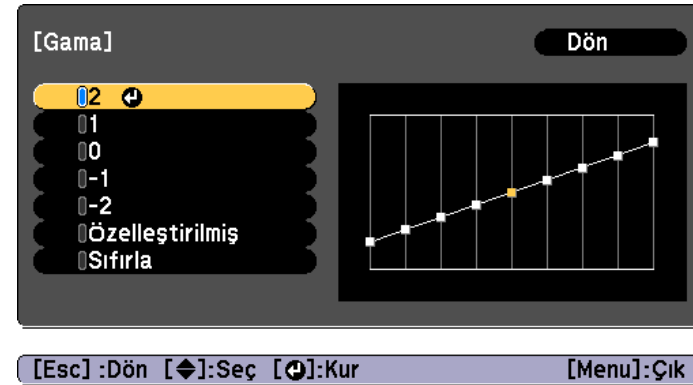 [Gama] Dön
2
1
0
-1
-2
Özelleştirilmiş
Sıfırla
[Esc] :Dön [◆]:Seç [↵]:Kur [Menu]:Çık